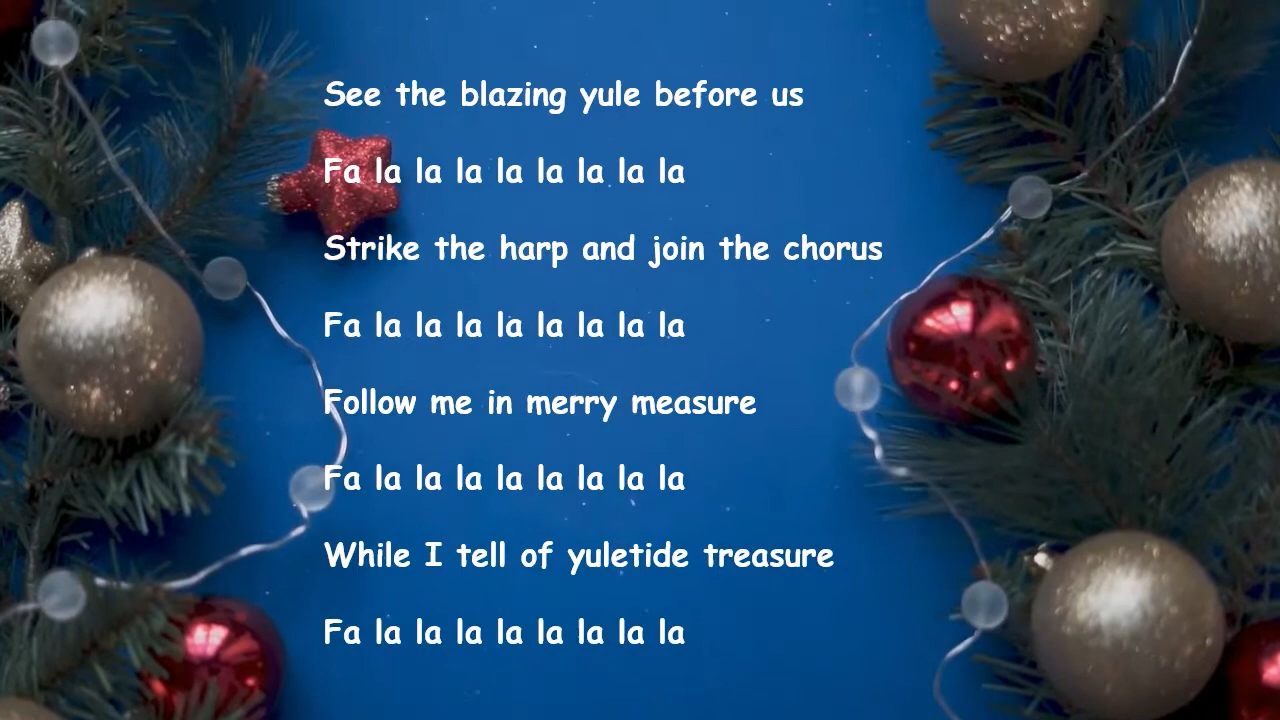 See the blazing yule before us
Fa la la la la la la la la
Strike the harp and join the chorus
Fa la la la la la la la la
Follow me in merry measure
Fa la la la la la la la la
While I tell of yuletide treasure
Fa la la la la la la la la